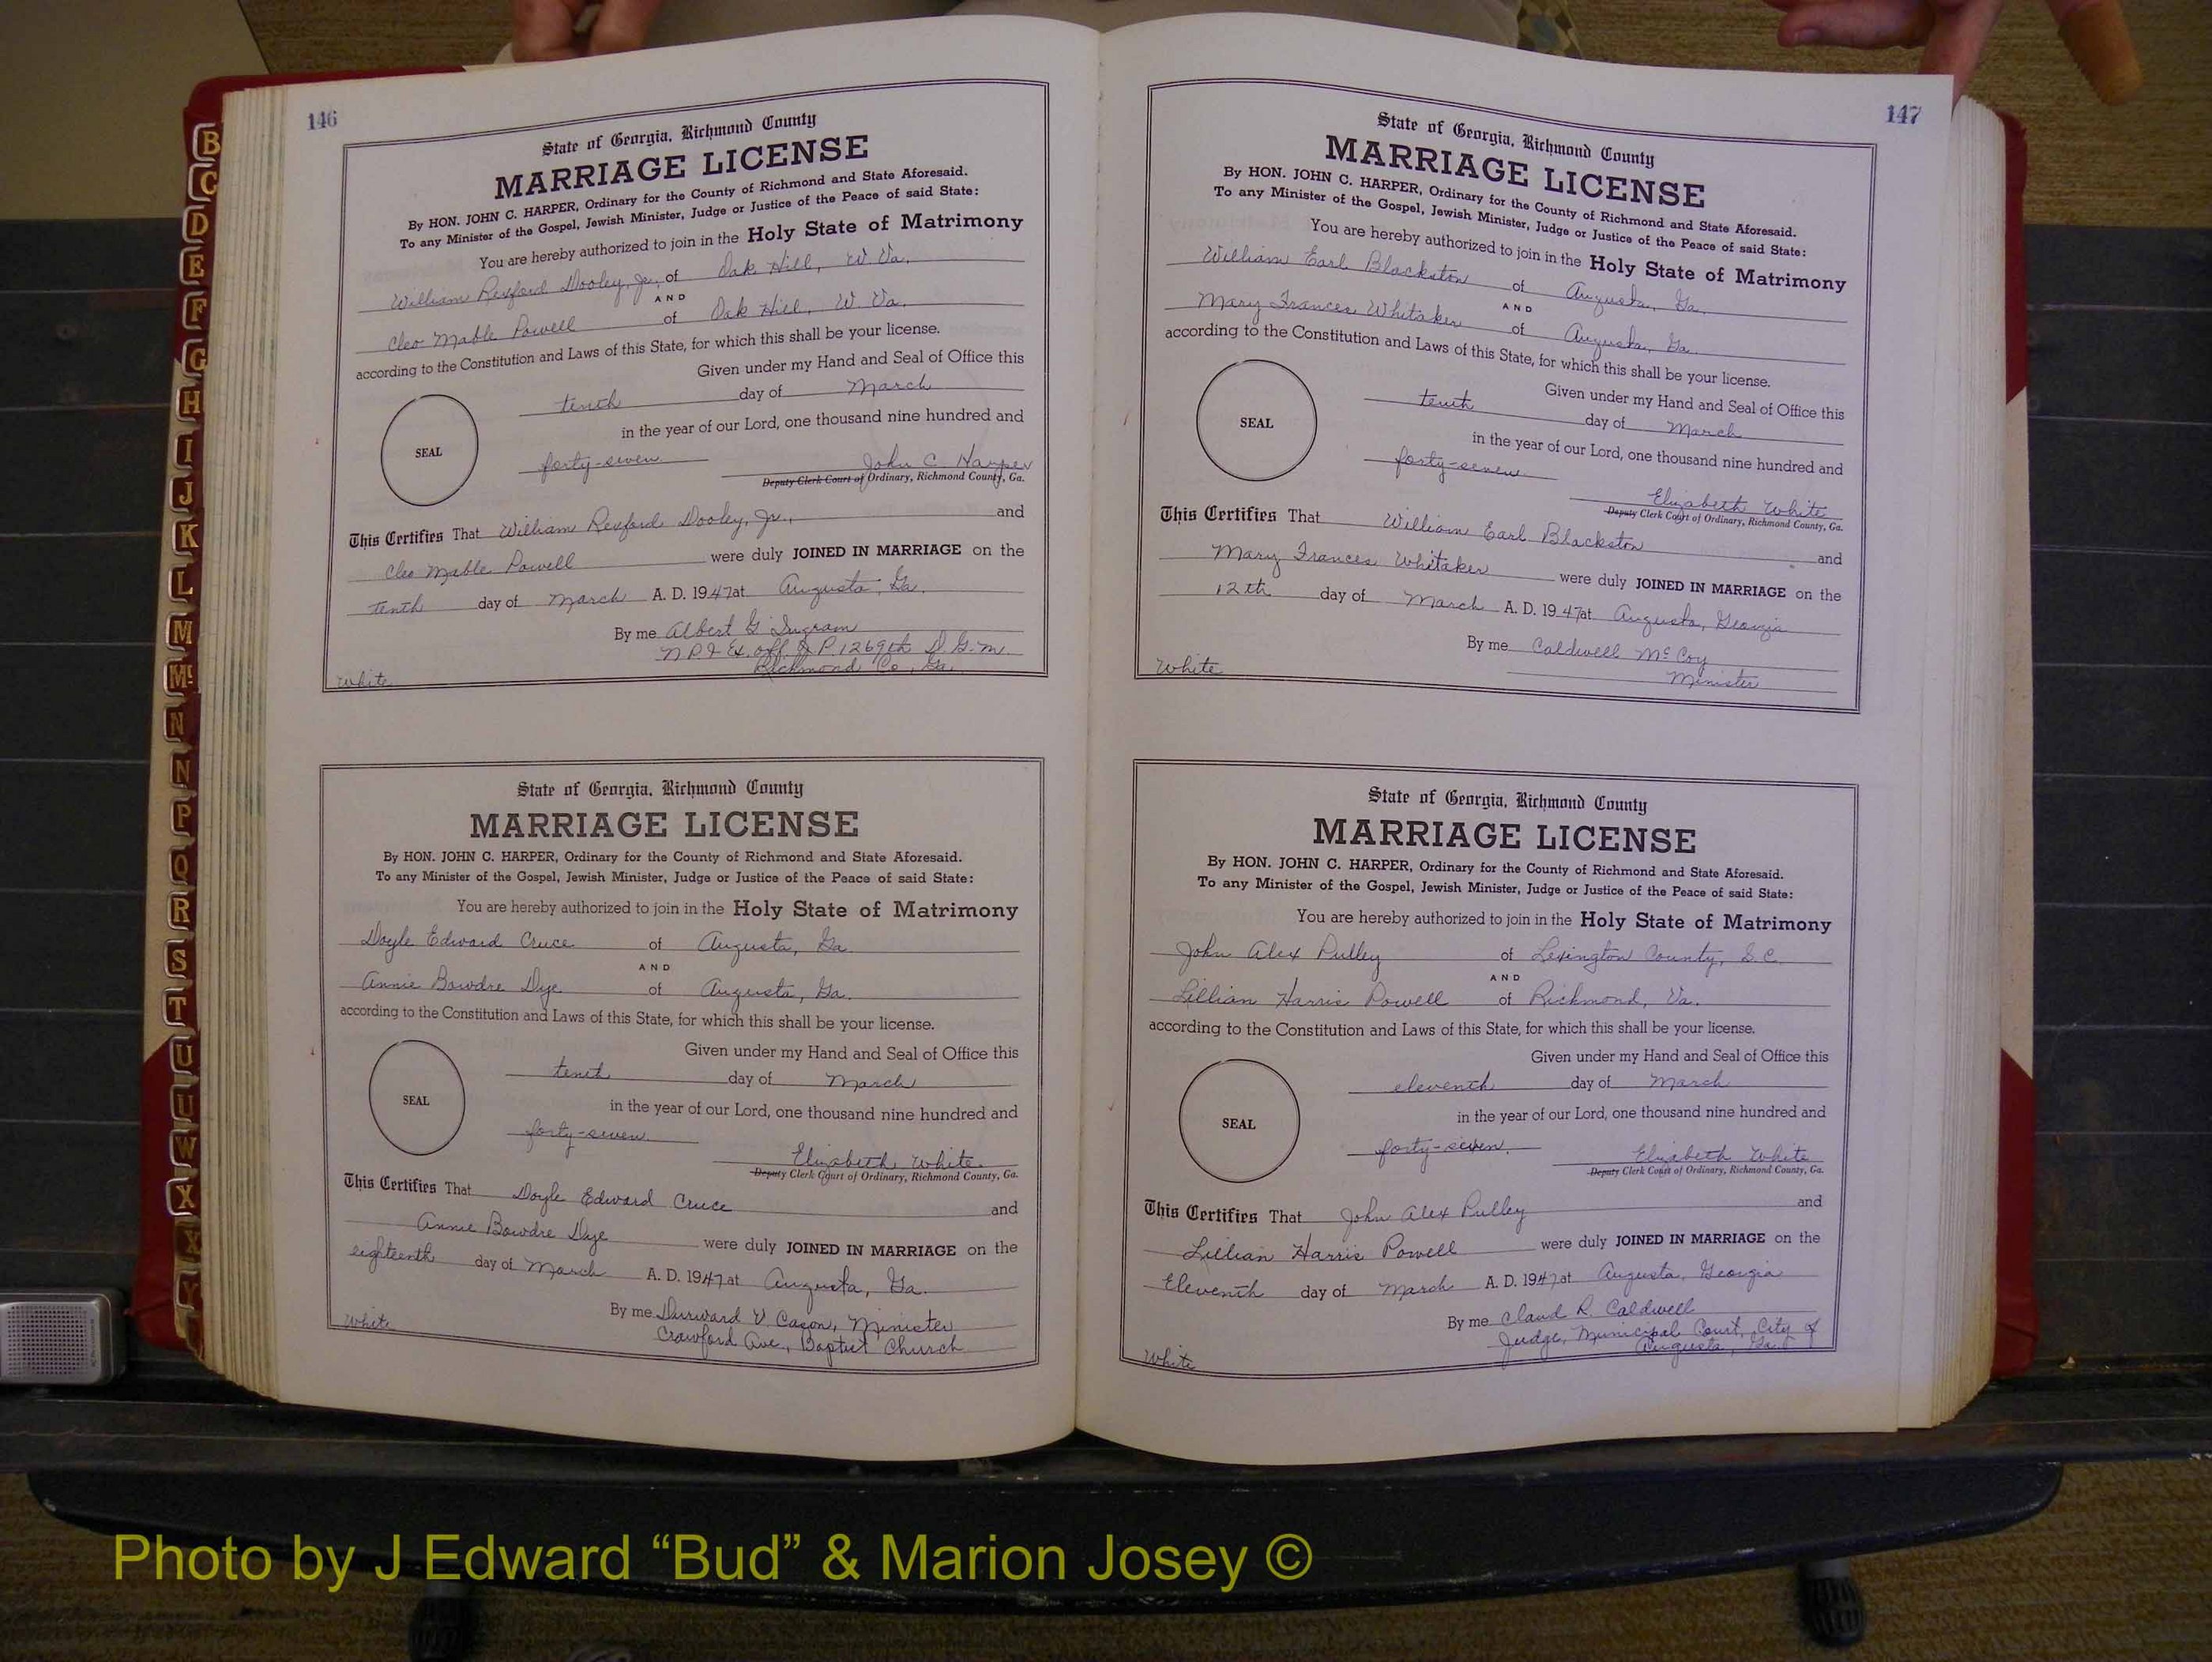 B
C
D
E
F
G
H
I
J
K
L
M
Mc
N
N
P
Q
R
S
T
U
U
W
X
X
Y
146
State of Georgia, Richmond County
MARRIAGE LICENSE
By HON. JOHN C. HARPER, Ordinary for the County of Richmond and State Aforesaid.
To any Minister of the Gospel, Jewish Minister, Judge or Justice of the Peace of said State:
You are hereby authorized to join in the Holy State of Matrimony
William Rexford Dooley, Jr., of Oak Hill, W. Va.
AND
Cleo Mable Powell of Oak Hill, W. Va.
according to the Constitution and Laws of this State, for which this shall be your license.
Given under my Hand and Seal of Office this
tenth day of March
in the year of our Lord, one thousand nine hundred and
SEAL
forty-seven John C. Harper
Deputy Clerk Court of Ordinary, Richmond County, Ga.
This Certifies That William Rexford Dooley, Jr., and
Cleo Mable Powell were duly JOINED IN MARRIAGE on the
tenth day of March A. D. 1947 at Augusta, Ga.
By me Albert G. Ingram
N P & Ex. off. J. P. 1269th D. G. M.
Richmond Co., Ga.
White
State of Georgia, Richmond County
MARRIAGE LICENSE
By HON. JOHN C. HARPER, Ordinary for the County of Richmond and State Aforesaid.
To any Minister of the Gospel, Jewish Minister, Judge or Justice of the Peace of said State:
You are hereby authorized to join in the Holy State of Matrimony
Doyle Edward Cruce of Augusta, Ga.
AND
Annie Bowdre Dye of Augusta, Ga.
according to the Constitution and Laws of this State, for which this shall be your license.
Given under my Hand and Seal of Office this
tenth day of March
SEAL
in the year of our Lord, one thousand nine hundred and
forty-seven Elizabeth White
Deputy Clerk Court of Ordinary, Richmond County, Ga.
This Certifies That Doyle Edward Cruce and
Annie Bowdre Dye were duly JOINED IN MARRIAGE on the
eighteenth day of March A. D. 1947 at Augusta, Ga.
By me Durward V. Cason, Minister
Crawford Ave., Baptist Church
White
147
State of Georgia, Richmond County
MARRIAGE LICENSE
By HON. JOHN C. HARPER, Ordinary for the County of Richmond and State Aforesaid.
To any Minister of the Gospel, Jewish Minister, Judge or Justice of the Peace of said State:
You are hereby authorized to join in the Holy State of Matrimony
William Earl Blackston of Augusta, Ga.
AND
Mary Frances Whitaker of Augusta, Ga.
according to the Constitution and Laws of this State, for which this shall be your license.
Given under my Hand and Seal of Office this
tenth day of March
SEAL
in the year of our Lord, one thousand nine hundred and
forty-seven Elizabeth White
Deputy Clerk Court of Ordinary, Richmond County, Ga.
This Certifies That William Earl Blackston and
Mary Frances Whitaker were duly JOINED IN MARRIAGE on the
12th day of March A. D. 1947 at Augusta, Georgia
By me Caldwell McCoy
Minister
White
State of Georgia, Richmond County
MARRIAGE LICENSE
By HON. JOHN C. HARPER, Ordinary for the County of Richmond and State Aforesaid.
To any Minister of the Gospel, Jewish Minister, Judge or Justice of the Peace of said State:
You are hereby authorized to join in the Holy State of Matrimony
John Alex Pulley of Lexington County, S.C.
AND
Lillian Harris Powell of Richmond, Va.
according to the Constitution and Laws of this State, for which this shall be your license.
Given under my Hand and Seal of Office this
eleventh day of March
SEAL
in the year of our Lord, one thousand nine hundred and
forty-seven. Elizabeth White
Deputy Clerk Court of Ordinary, Richmond County, Ga.
This Certifies That John Alex Pulley and
Lillian Harris Powell were duly JOINED IN MARRIAGE on the
Eleventh day of March A. D. 1947 at Augusta, Georgia
By me Claud R. Caldwell
Judge, Municipal Court, City of
Augusta, Ga.
White
Photo by J Edward “Bud” & Marion Josey ©